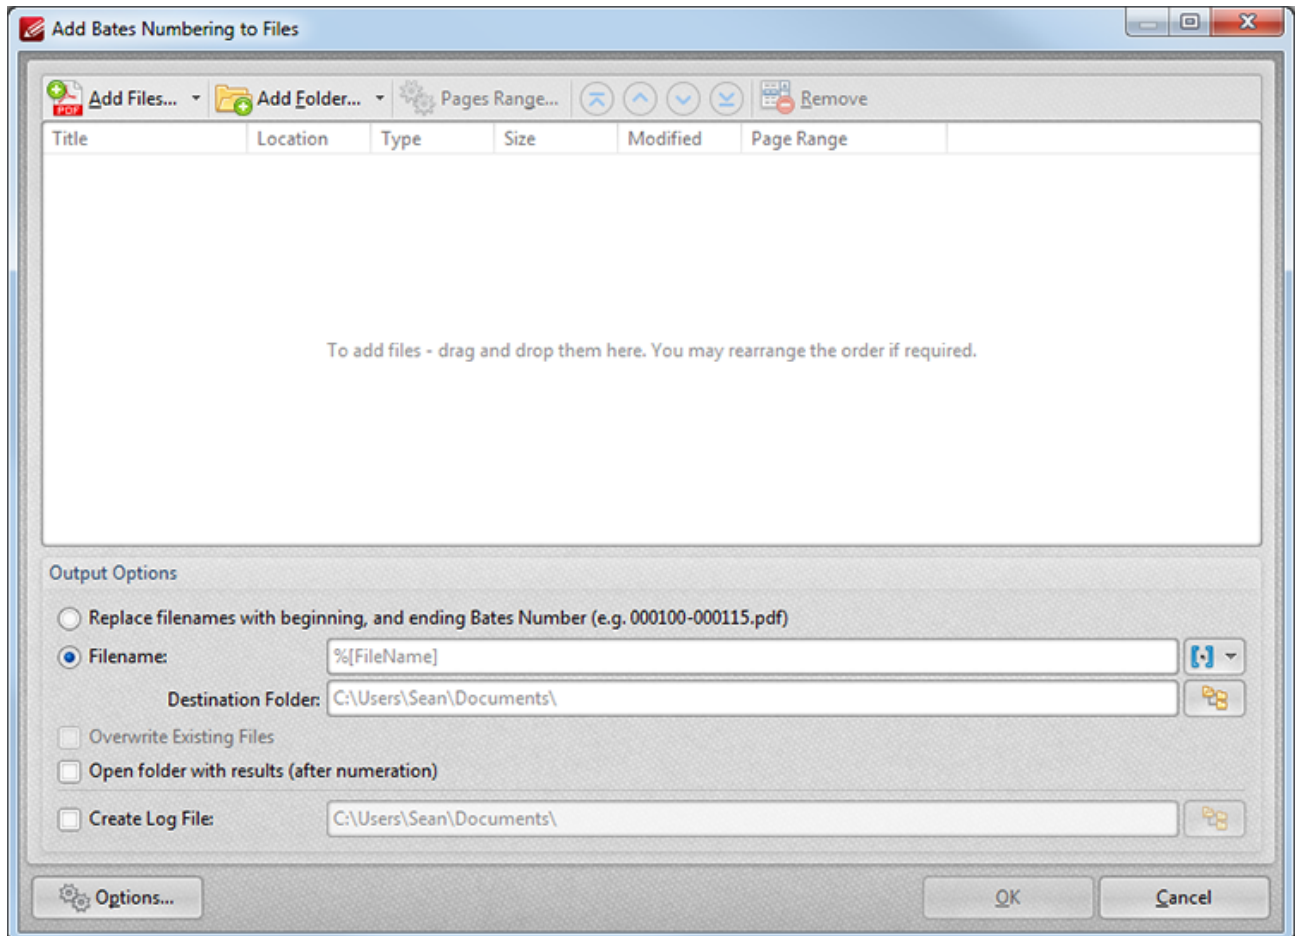 Add Bates Numbering to Files
PDF Add Files... Add Folder... Pages Range... Remove
Title Location Type Size Modified Page Range
To add files - drag and drop them here. You may rearrange the order if required.
Output Options
Replace filenames with beginning, and ending Bates Number (e.g. 000100-000115.pdf)
Filename: %[FileName]
Destination Folder: C:\Users\Sean\Documents\
Overwrite Existing Files
Open folder with results (after numeration)
Create Log File: C:\Users\Sean\Documents\
Options... OK Cancel